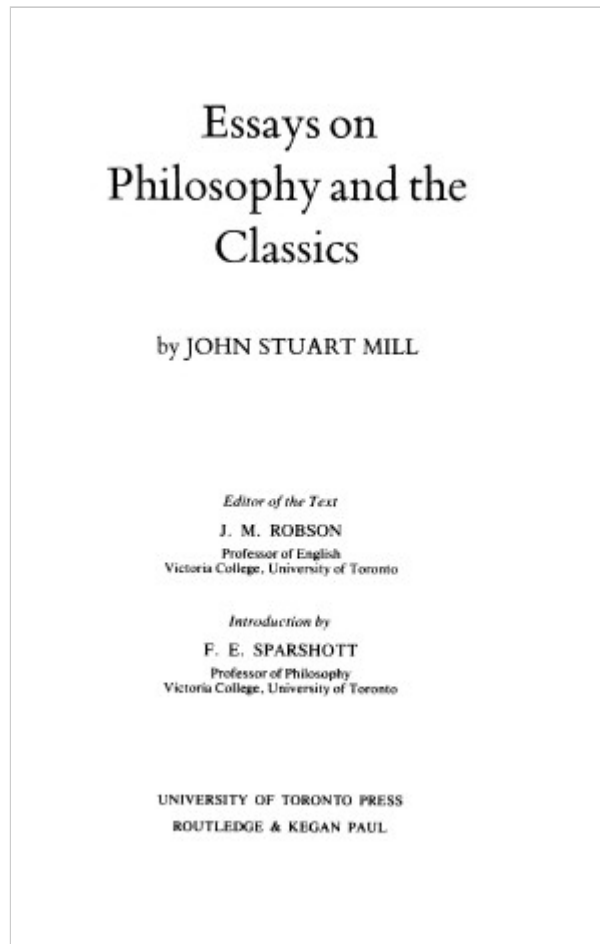 Essays on
Philosophy and the
Classics
by JOHN STUART MILL
Editor of the Text
J. M. ROBSON
Professor of English
Victoria College, University of Toronto
Introduction by
F. E. SPARSHOTT
Professor of Philosophy
Victoria College, University of Toronto
UNIVERSITY OF TORONTO PRESS
ROUTLEDGE & KEGAN PAUL